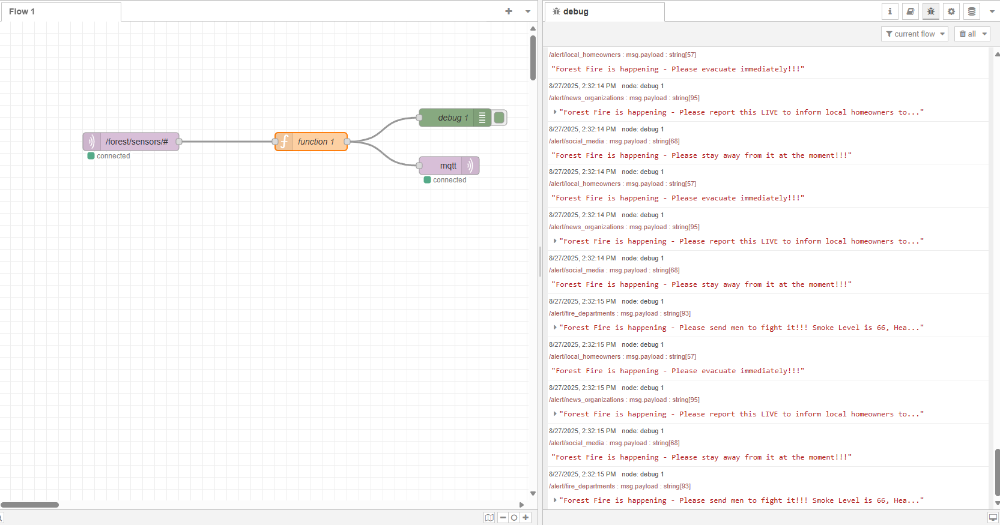 Flow 1
debug
current flow
all
/forest/sensors/#
connected
function 1
debug 1
mqtt
connected
/alert/local_homeowners : msg.payload : string[57]
"Forest Fire is happening - Please evacuate immediately!!!"
8/27/2025, 2:32:14 PM node: debug 1
/alert/news_organizations : msg.payload : string[95]
"Forest Fire is happening - Please report this LIVE to inform local homeowners to..."
8/27/2025, 2:32:14 PM node: debug 1
/alert/social_media : msg.payload : string[68]
"Forest Fire is happening - Please stay away from it at the moment!!!"
8/27/2025, 2:32:14 PM node: debug 1
/alert/local_homeowners : msg.payload : string[57]
"Forest Fire is happening - Please evacuate immediately!!!"
8/27/2025, 2:32:14 PM node: debug 1
/alert/news_organizations : msg.payload : string[95]
"Forest Fire is happening - Please report this LIVE to inform local homeowners to..."
8/27/2025, 2:32:14 PM node: debug 1
/alert/social_media : msg.payload : string[68]
"Forest Fire is happening - Please stay away from it at the moment!!!"
8/27/2025, 2:32:15 PM node: debug 1
/alert/fire_departments : msg.payload : string[93]
"Forest Fire is happening - Please send men to fight it!!! Smoke Level is 66, Hea..."
8/27/2025, 2:32:15 PM node: debug 1
/alert/local_homeowners : msg.payload : string[57]
"Forest Fire is happening - Please evacuate immediately!!!"
8/27/2025, 2:32:15 PM node: debug 1
/alert/news_organizations : msg.payload : string[95]
"Forest Fire is happening - Please report this LIVE to inform local homeowners to..."
8/27/2025, 2:32:15 PM node: debug 1
/alert/social_media : msg.payload : string[68]
"Forest Fire is happening - Please stay away from it at the moment!!!"
8/27/2025, 2:32:15 PM node: debug 1
/alert/fire_departments : msg.payload : string[93]
"Forest Fire is happening - Please send men to fight it!!! Smoke Level is 66, Hea..."